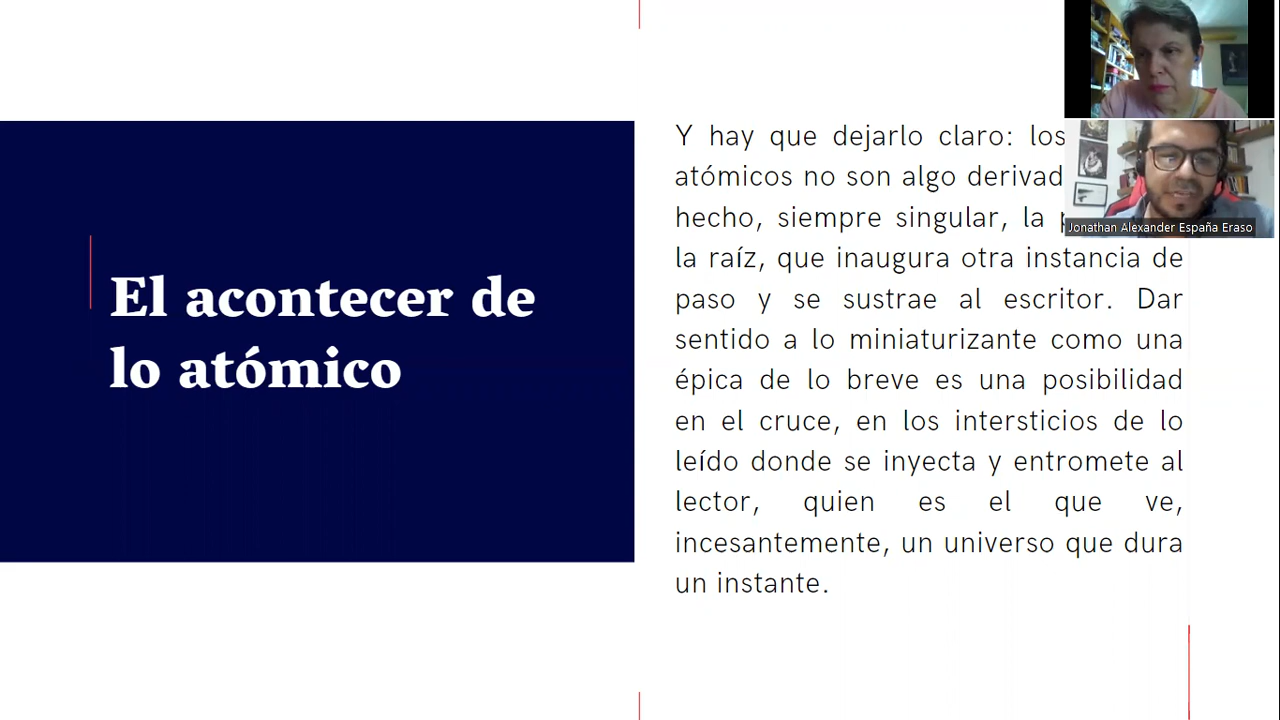 El acontecer de
lo atómico
Y hay que dejarlo claro: los
atómicos no son algo
hecho, siempre singular, la
la raíz, que inaugura otra instancia de
paso y se sustrae al escritor. Dar
sentido a lo miniaturizante como una
épica de lo breve es una posibilidad
en el cruce, en los intersticios de lo
leído donde se inyecta y entromete al
lector, quien es el que ve,
incesantemente, un universo que dura
un instante.
Jonathan Alexander España Eraso